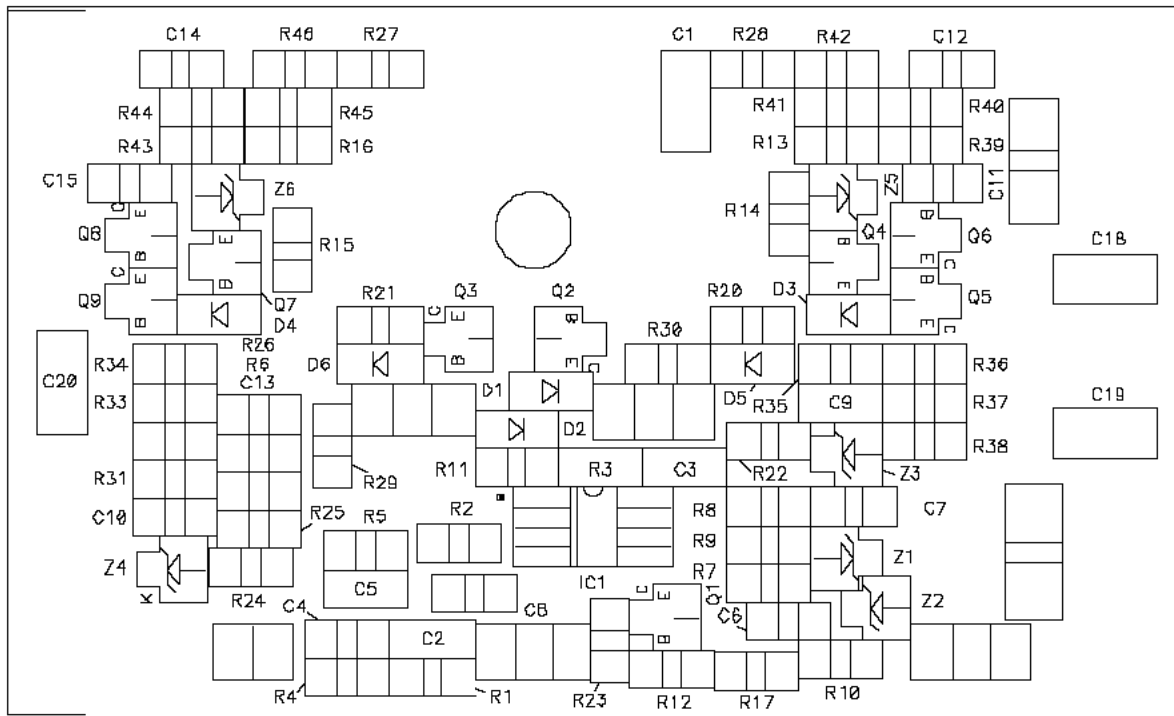 C14 R46 R27 C1 R28 R42 C12
R44 R45 R41 R40
R43 R16 R13 R39
C15 Z6 Z5 C11
C E R14 Q4 B
Q8 E R15 B Q6 C18
B B E C
C E Q7 E
Q9 D4 R21 C Q3 Q2 R20 D3 Q5
B E B E C
R26 B R30
R34 R6 D6 B E C R36
C20 C13 D1 D5 R35 C9 R37 C19
R33 D2
R31 R29 R11 R3 C3 R22 Z3 R38
C10 R25 R5 R2 R8 C7
R9
Z4 C5 IC1 R7 Z1
K R24 C E Q1 Z2
C4 C8 C6
C2 B
R4 R1 R23 R12 R17 R10